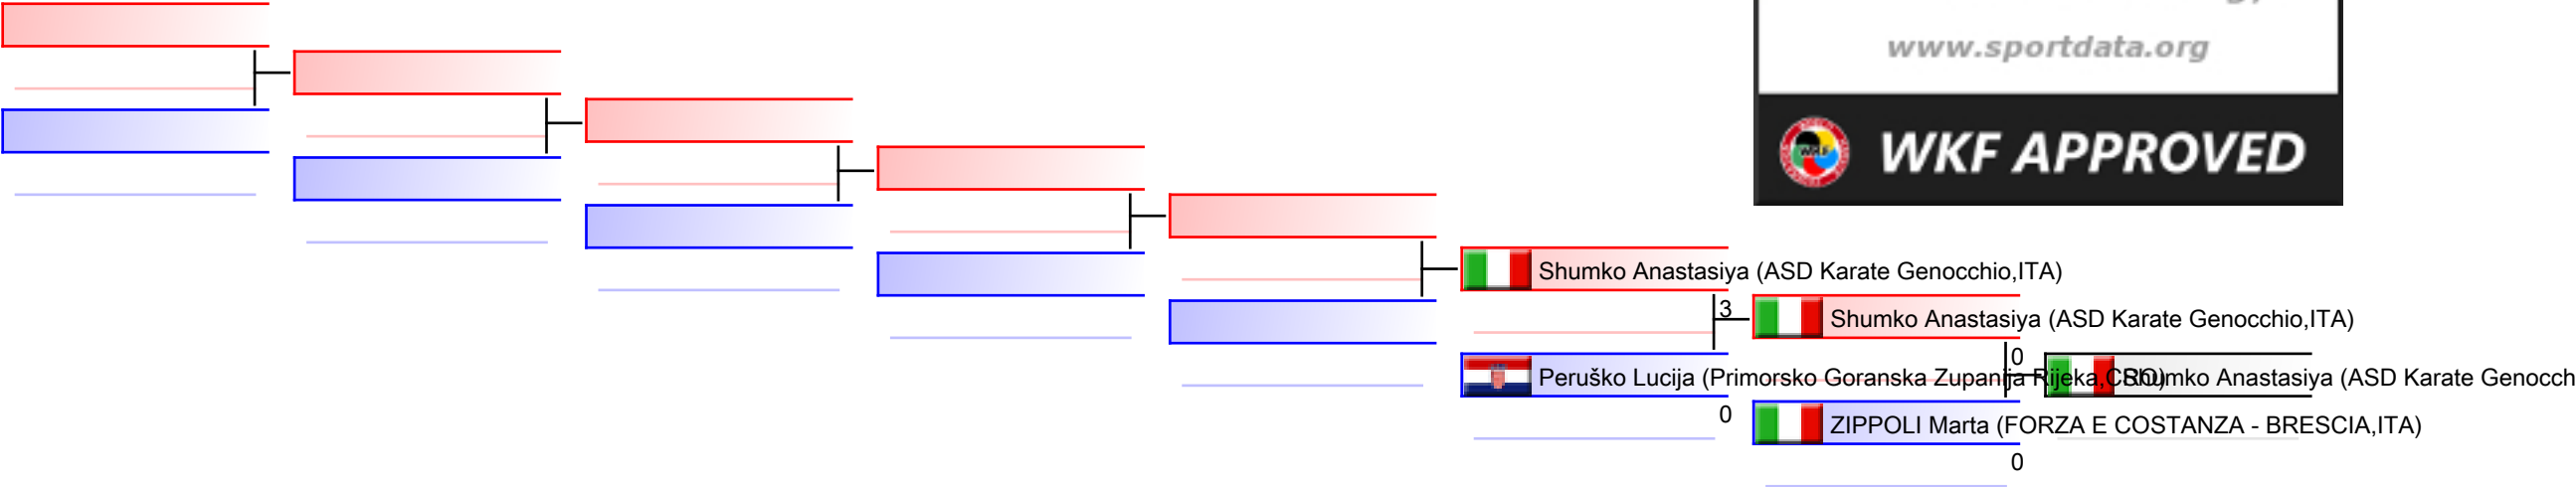 www.sportdata.org
WKF
WKF APPROVED
Shumko Anastasiya (ASD Karate Genocchio,ITA)
3
Shumko Anastasiya (ASD Karate Genocchio,ITA)
0
Peruško Lucija (Primorsko Goranska Zupanija Rijeka,CRO)
Shumko Anastasiya (ASD Karate Genocch
0
ZIPPOLI Marta (FORZA E COSTANZA - BRESCIA,ITA)
0